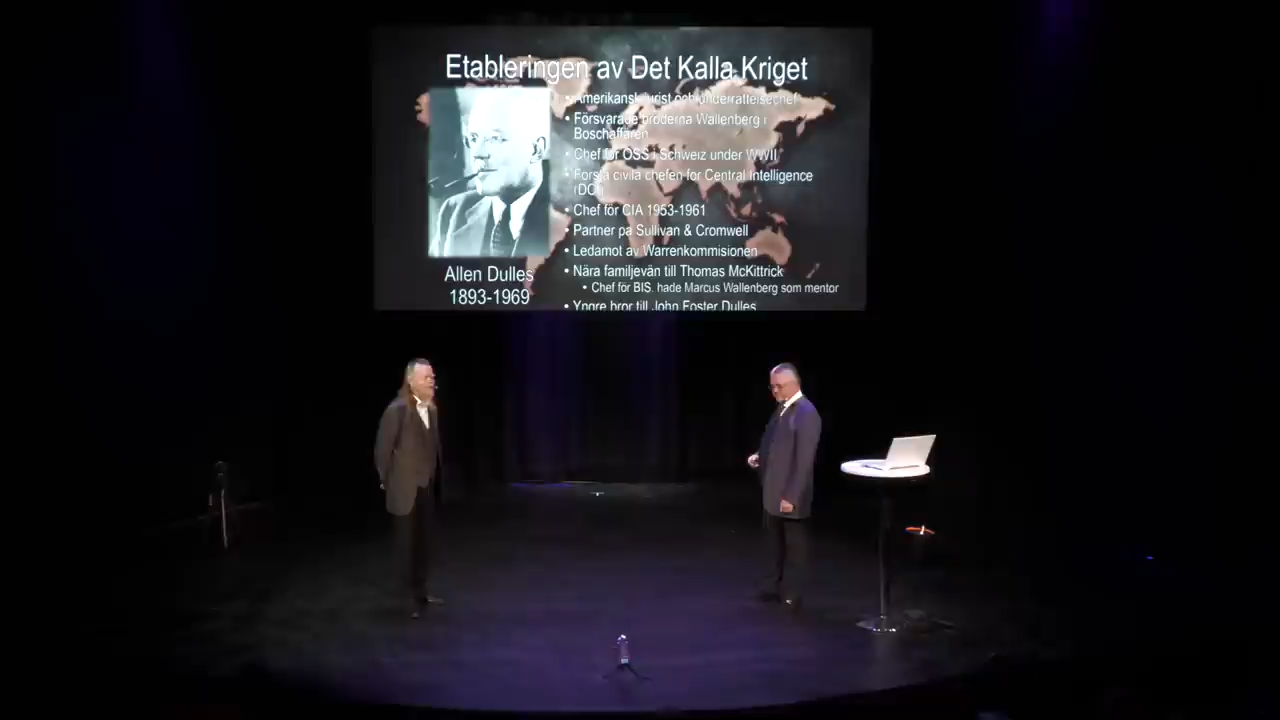 Etableringen av Det Kalla Kriget
• Amerikansk jurist och underrättelsechef
• Försvarade bröderna Wallenberg i
Boschaffären
• Chef för OSS i Schweiz under WWII
• Första civila chefen för Central Intelligence
(DCI)
• Chef för CIA 1953-1961
• Partner på Sullivan & Cromwell
• Ledamot av Warrenkommisionen
• Nära familjevän till Thomas McKittrick
• Chef för BIS, hade Marcus Wallenberg som mentor
• Yngre bror till John Foster Dulles
Allen Dulles
1893-1969